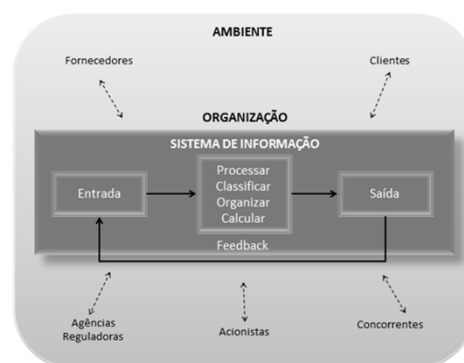 AMBIENTE
Fornecedores
Clientes
ORGANIZAÇÃO
SISTEMA DE INFORMAÇÃO
Entrada
Processar
Classificar
Organizar
Calcular
Saída
Feedback
Agências
Reguladoras
Acionistas
Concorrentes